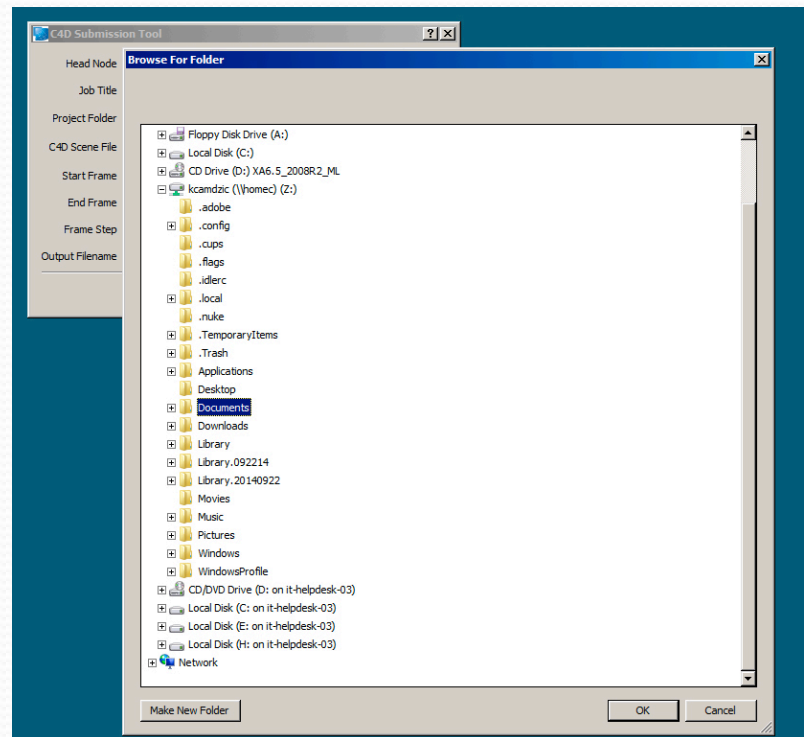 C4D Submission Tool
Head Node
Job Title
Project Folder
C4D Scene File
Start Frame
End Frame
Frame Step
Output Filename
Browse For Folder
Floppy Disk Drive (A:)
Local Disk (C:)
CD Drive (D:) XA6.5_2008R2_ML
kcamdzic (\\homec) (Z:)
.adobe
.config
.cups
.flags
.idlerc
.local
.nuke
.TemporaryItems
.Trash
Applications
Desktop
Documents
Downloads
Library
Library.092214
Library.20140922
Movies
Music
Pictures
Windows
WindowsProfile
CD/DVD Drive (D: on it-helpdesk-03)
Local Disk (C: on it-helpdesk-03)
Local Disk (E: on it-helpdesk-03)
Local Disk (H: on it-helpdesk-03)
Network
Make New Folder
OK
Cancel